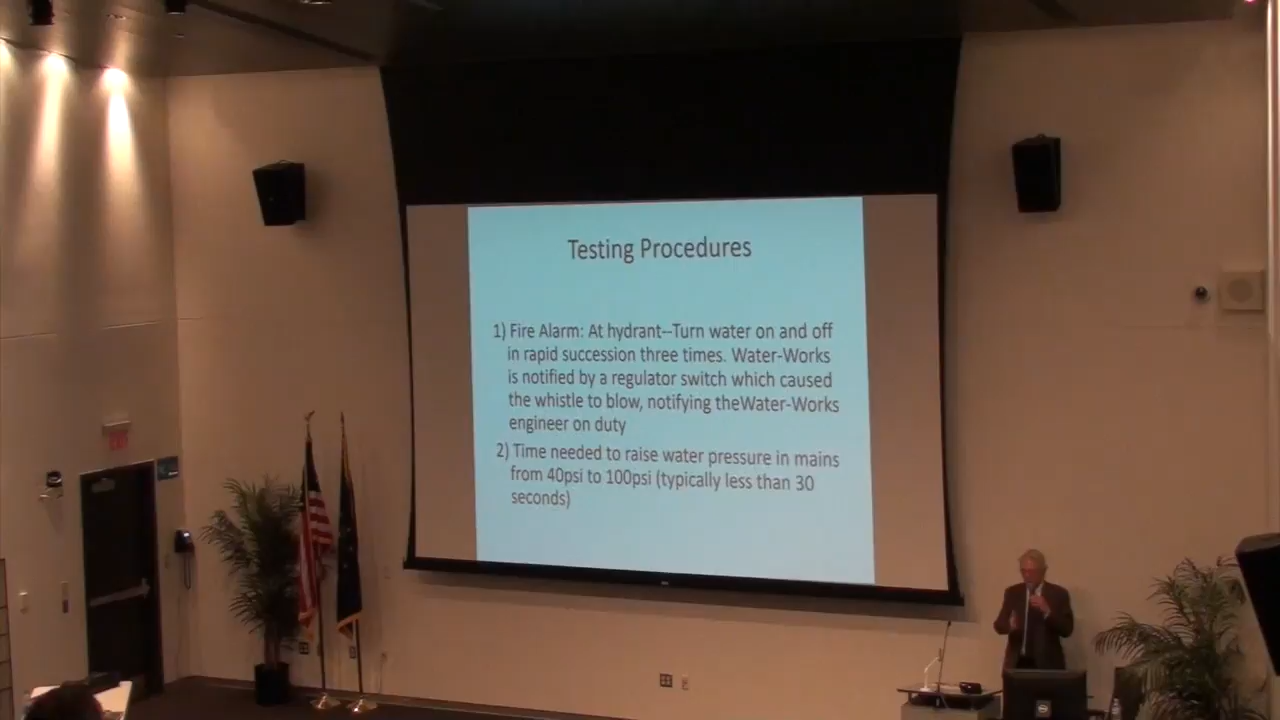 Testing Procedures
1) Fire Alarm: At hydrant--Turn water on and off
in rapid succession three times. Water-Works
is notified by a regulator switch which caused
the whistle to blow, notifying theWater-Works
engineer on duty
2) Time needed to raise water pressure in mains
from 40psi to 100psi (typically less than 30
seconds)